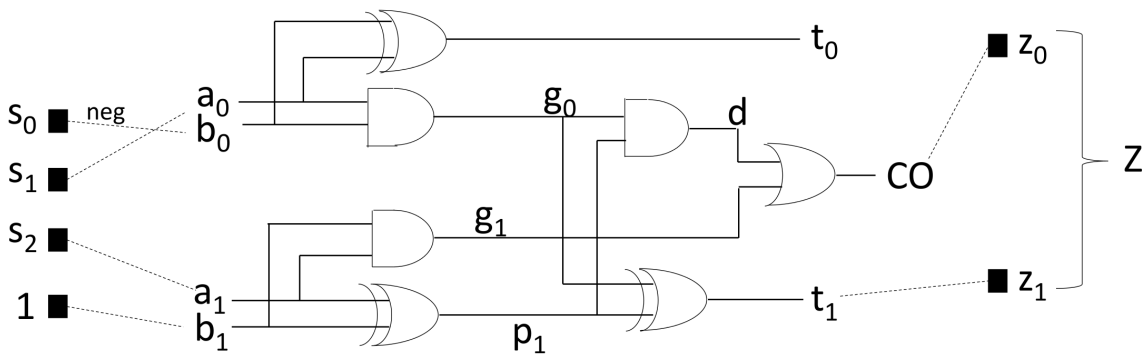 s₀ neg a₀ g₀ d t₀ z₀
b₀
s₁ CO Z
s₂ g₁
1 a₁ t₁ z₁
b₁ p₁